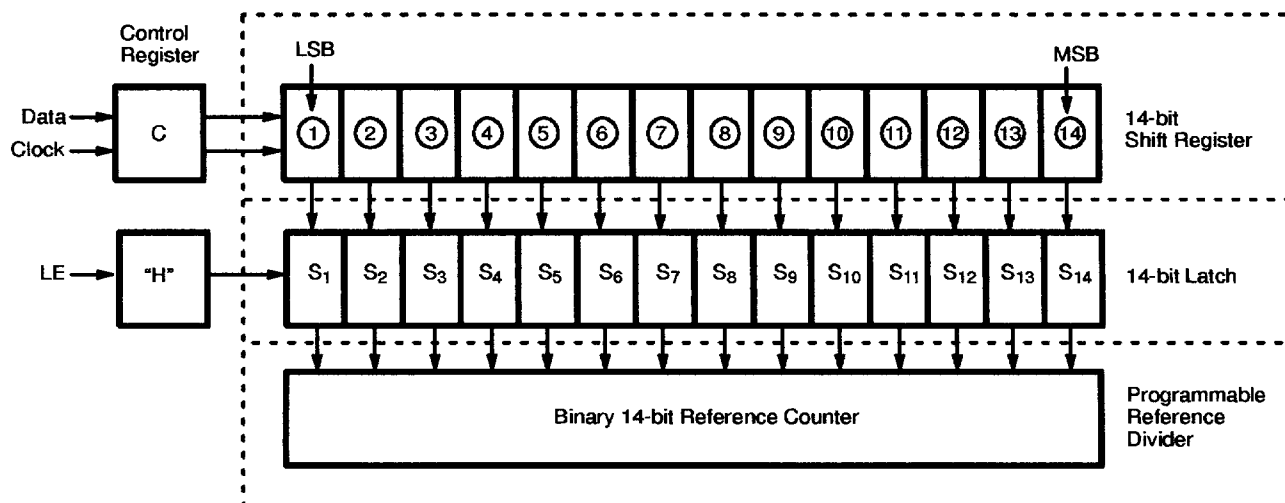 Control
Register
LSB
MSB
Data
Clock
C
1 2 3 4 5 6 7 8 9 10 11 12 13 14
14-bit
Shift Register
LE
"H"
S1 S2 S3 S4 S5 S6 S7 S8 S9 S10 S11 S12 S13 S14
14-bit Latch
Binary 14-bit Reference Counter
Programmable
Reference
Divider